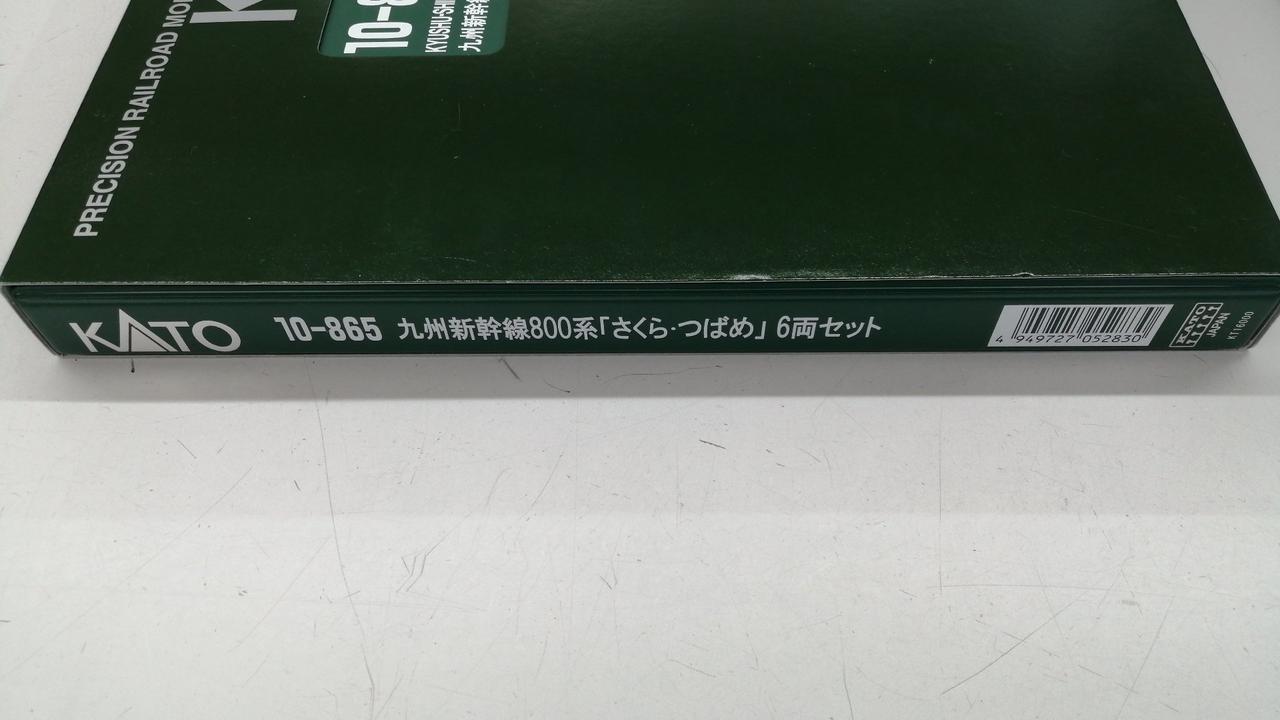 PRECISION RAILROAD
10-8
KYUSHU-SH
九州新幹
KATO 10-865 九州新幹線800系「さくら・つばめ」6両セット
4 949727 052830
KATO
JAPAN
K116000